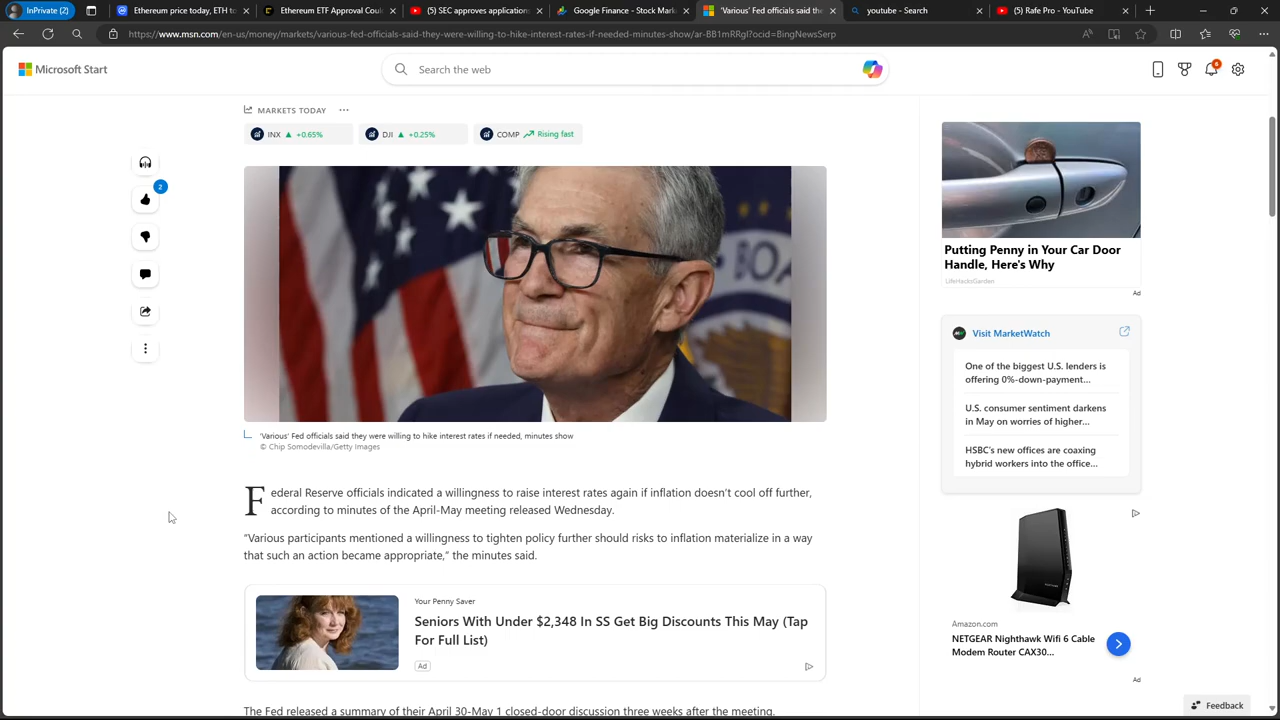 InPrivate (2)
Ethereum price today, ETH to
Ethereum ETF Approval Coul
(5) SEC approves application
Google Finance - Stock Mark
'Various' Fed officials said the
youtube - Search
(5) Rafe Pro - YouTube
https://www.msn.com/en-us/money/markets/various-fed-officials-said-they-were-willing-to-hike-interest-rates-if-needed-minutes-show/ar-BB1mRRgl?ocid=BingNewsSerp
Microsoft Start
Search the web
6
MARKETS TODAY ...
INX ▲ +0.65%
DJI ▲ +0.25%
COMP Rising fast
2
BOA
'Various' Fed officials said they were willing to hike interest rates if needed, minutes show
© Chip Somodevilla/Getty Images
Federal Reserve officials indicated a willingness to raise interest rates again if inflation doesn't cool off further,
according to minutes of the April-May meeting released Wednesday.
"Various participants mentioned a willingness to tighten policy further should risks to inflation materialize in a way
that such an action became appropriate," the minutes said.
Your Penny Saver
Seniors With Under $2,348 In SS Get Big Discounts This May (Tap
For Full List)
Ad
The Fed released a summary of their April 30-May 1 closed-door discussion three weeks after the meeting.
Putting Penny in Your Car Door
Handle, Here's Why
LifeHacksGarden
Ad
Visit MarketWatch
One of the biggest U.S. lenders is
offering 0%-down-payment...
U.S. consumer sentiment darkens
in May on worries of higher...
HSBC's new offices are coaxing
hybrid workers into the office...
Amazon.com
NETGEAR Nighthawk Wifi 6 Cable
Modem Router CAX30...
Ad
Feedback